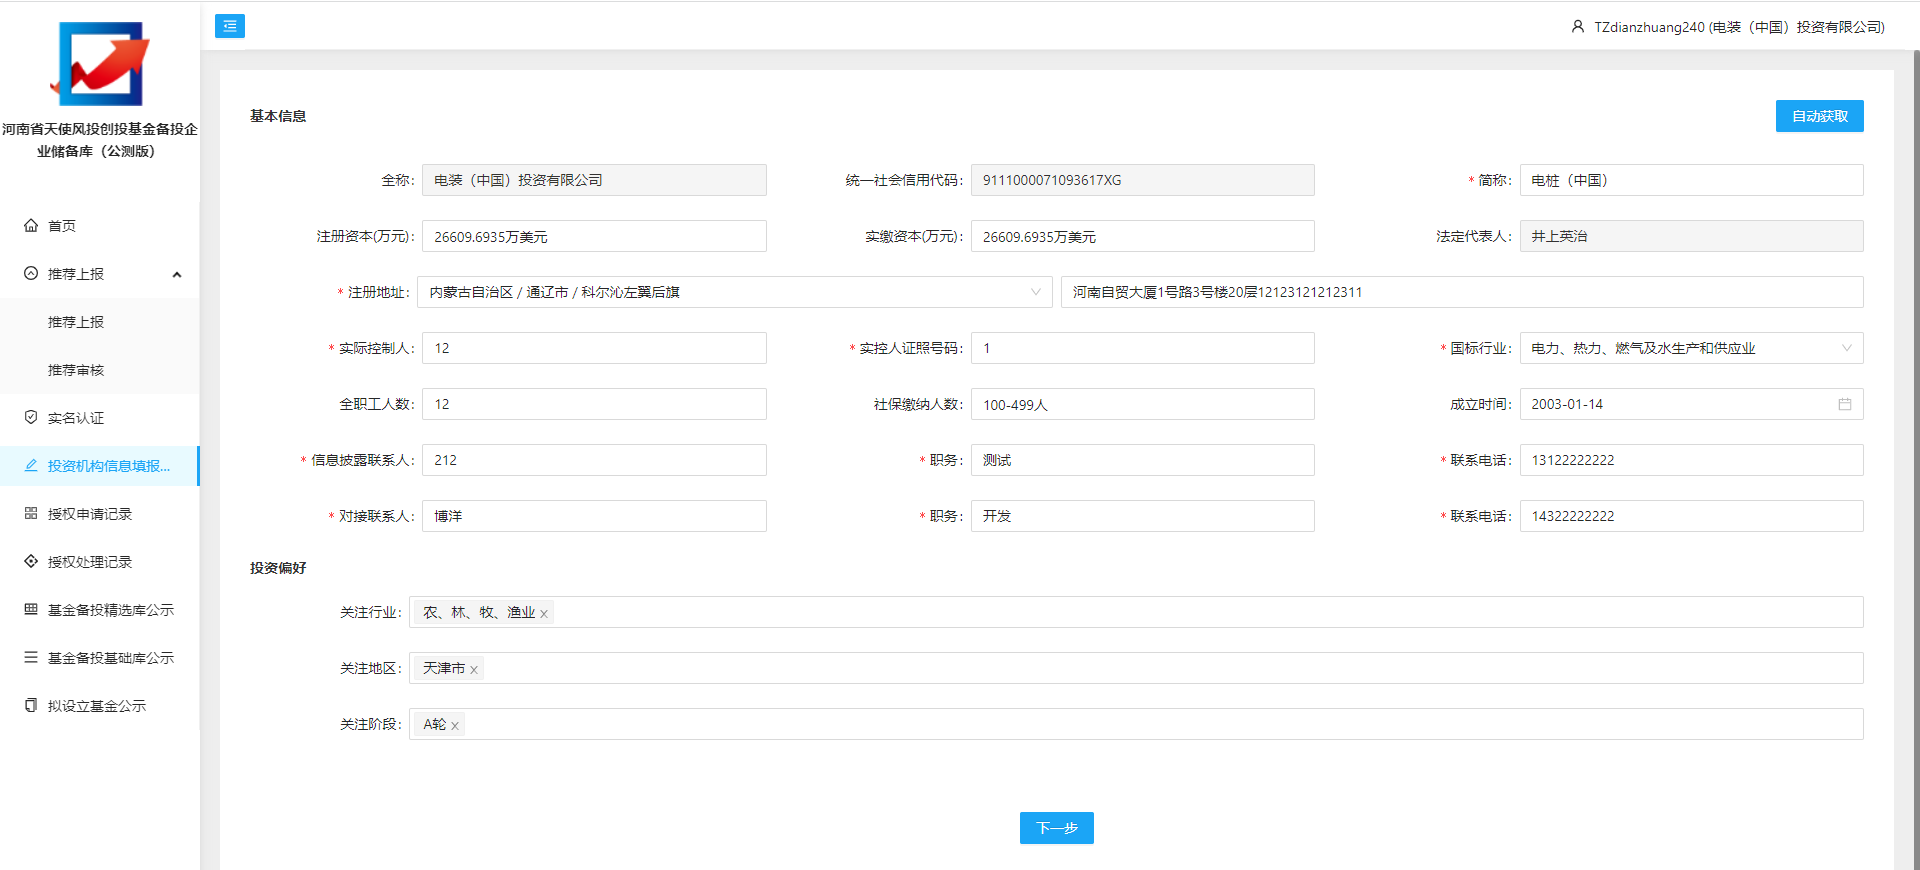 TZdianzhuang240 (电装（中国）投资有限公司)
河南省天使风投创投基金备投企
业储备库（公测版）
首页
推荐上报
推荐上报
推荐审核
实名认证
投资机构信息填报...
授权申请记录
授权处理记录
基金备投精选库公示
基金备投基础库公示
拟设立基金公示
基本信息
自动获取
全称： 电装（中国）投资有限公司
统一社会信用代码： 9111000071093617XG
* 简称： 电桩（中国）
注册资本(万元)： 26609.6935万美元
实缴资本(万元)： 26609.6935万美元
法定代表人： 井上英治
* 注册地址： 内蒙古自治区 / 通辽市 / 科尔沁左翼后旗
河南自贸大厦1号路3号楼20层12123121212311
* 实际控制人： 12
* 实控人证照号码： 1
* 国标行业： 电力、热力、燃气及水生产和供应业
全职工人数： 12
社保缴纳人数： 100-499人
成立时间： 2003-01-14
* 信息披露联系人： 212
* 职务： 测试
* 联系电话： 13122222222
* 对接联系人： 博洋
* 职务： 开发
* 联系电话： 14322222222
投资偏好
关注行业： 农、林、牧、渔业 ×
关注地区： 天津市 ×
关注阶段： A轮 ×
下一步